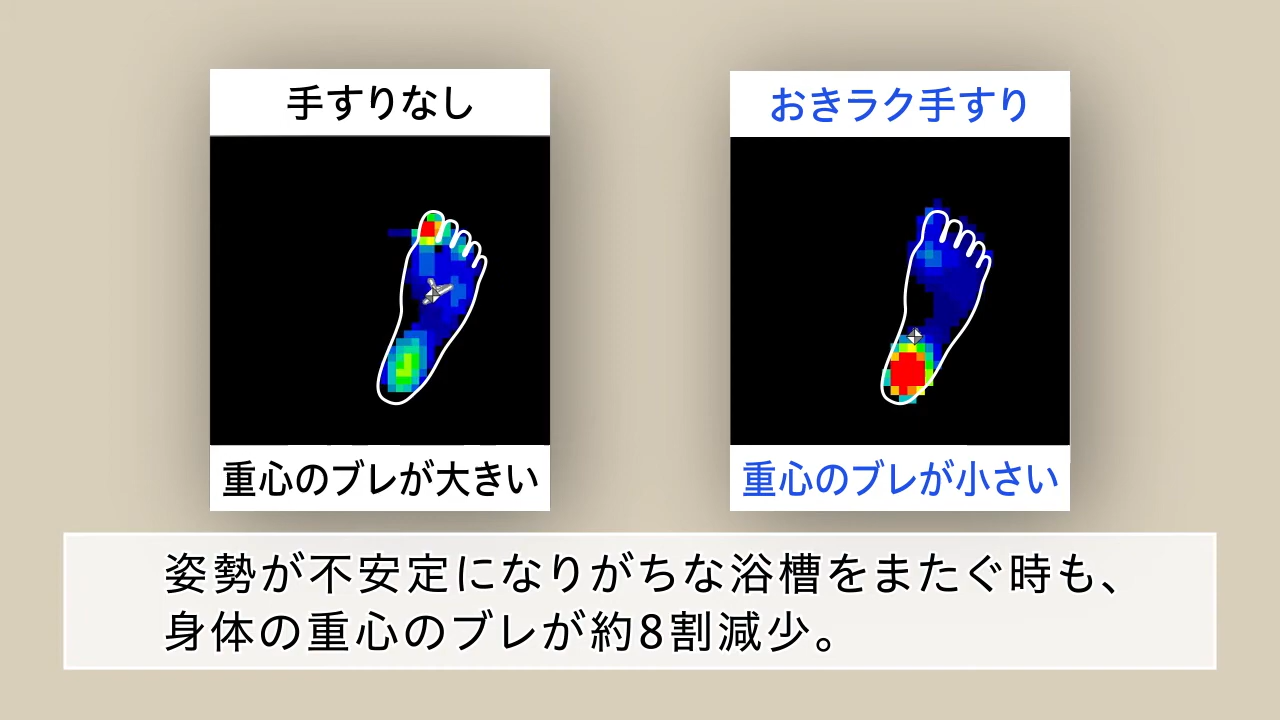 手すりなし
重心のブレが大きい
おきラク手すり
重心のブレが小さい
姿勢が不安定になりがちな浴槽をまたぐ時も、
身体の重心のブレが約8割減少。